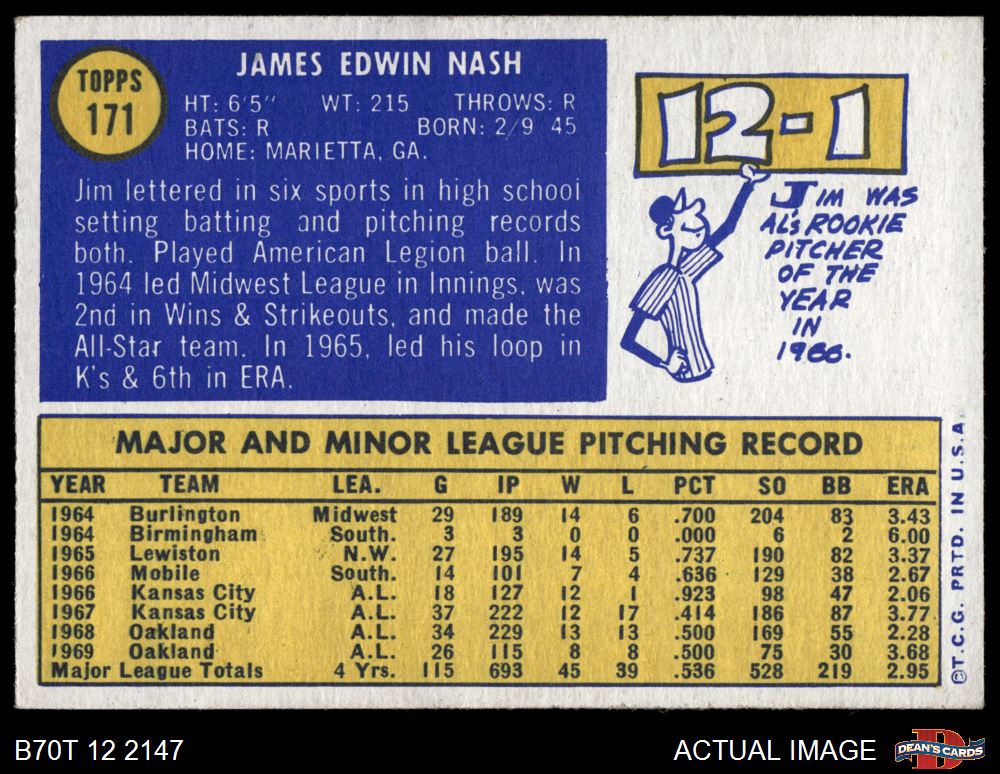 TOPPS
171
JAMES EDWIN NASH
HT: 6'5" WT: 215 THROWS: R
BATS: R BORN: 2/9 45
HOME: MARIETTA, GA.
Jim lettered in six sports in high school
setting batting and pitching records
both. Played American Legion ball. In
1964 led Midwest League in Innings, was
2nd in Wins & Strikeouts, and made the
All-Star team. In 1965, led his loop in
K's & 6th in ERA.
12-1
JIM WAS
AL's ROOKIE
PITCHER
OF THE
YEAR
IN
1966.
MAJOR AND MINOR LEAGUE PITCHING RECORD
YEAR TEAM LEA. G IP W L PCT SO BB ERA
1964 Burlington Midwest 29 189 14 6 .700 204 83 3.43
1964 Birmingham South. 3 3 0 0 .000 6 2 6.00
1965 Lewiston N.W. 27 195 14 5 .737 190 82 3.37
1966 Mobile South. 14 101 7 4 .636 129 38 2.67
1966 Kansas City A.L. 18 127 12 1 .923 98 47 2.06
1967 Kansas City A.L. 37 222 12 17 .414 186 87 3.77
1968 Oakland A.L. 34 229 13 13 .500 169 55 2.28
1969 Oakland A.L. 26 115 8 8 .500 75 30 3.68
Major League Totals 4 Yrs. 115 693 45 39 .536 528 219 2.95
©T.C.G. PRTD. IN U.S.A.
B70T 12 2147
ACTUAL IMAGE
DEAN'S CARDS